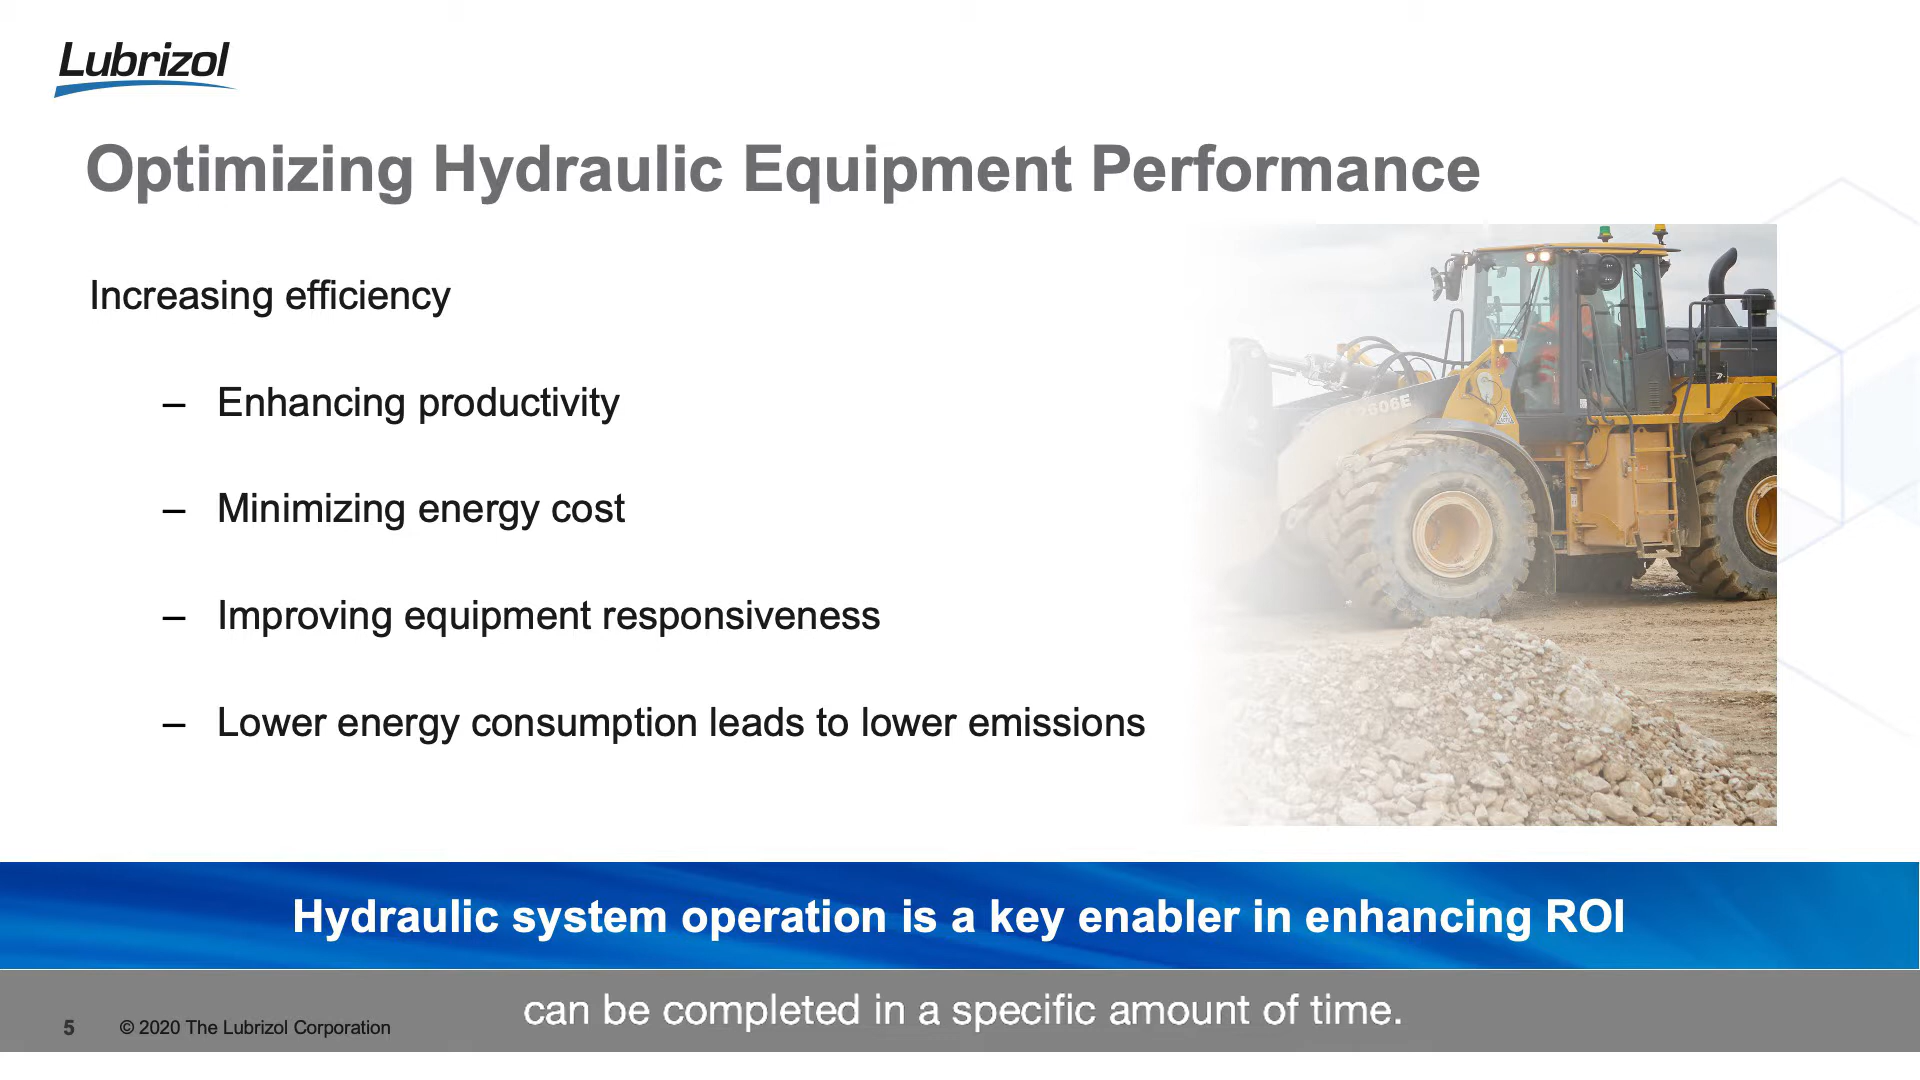 Lubrizol
Optimizing Hydraulic Equipment Performance
Increasing efficiency
– Enhancing productivity
– Minimizing energy cost
– Improving equipment responsiveness
– Lower energy consumption leads to lower emissions
606E
Hydraulic system operation is a key enabler in enhancing ROI
can be completed in a specific amount of time.
5 © 2020 The Lubrizol Corporation